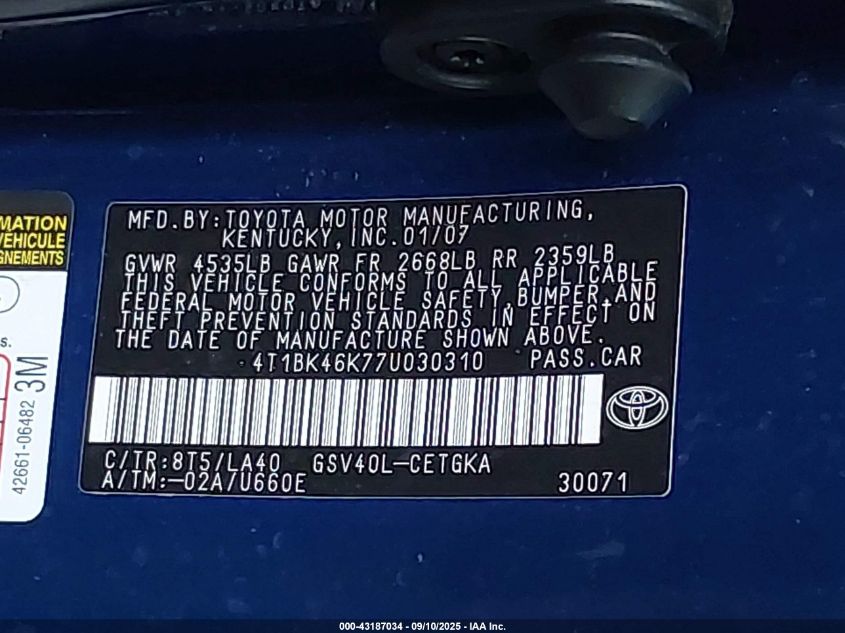 MATION
VÉHICULE
GNEMENTS
s.
42661-06482 3M
MFD.BY:TOYOTA MOTOR MANUFACTURING,
KENTUCKY,INC.01/07
GVWR 4535LB GAWR FR 2668LB RR 2359LB
THIS VEHICLE CONFORMS TO ALL APPLICABLE
FEDERAL MOTOR VEHICLE SAFETY,BUMPER,AND
THEFT PREVENTION STANDARDS IN EFFECT ON
THE DATE OF MANUFACTURE SHOWN ABOVE.
4T1BK46K77U030310 PASS.CAR
C/TR:8T5/LA40 GSV40L-CETGKA
A/TM:-02A/U660E 30071
000-43187034 - 09/10/2025 - IAA Inc.